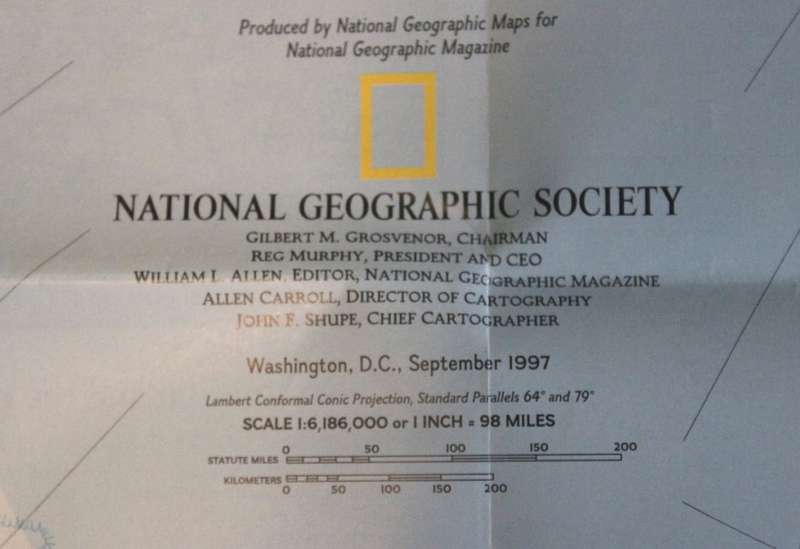 Produced by National Geographic Maps for
National Geographic Magazine
NATIONAL GEOGRAPHIC SOCIETY
GILBERT M. GROSVENOR, CHAIRMAN
REG MURPHY, PRESIDENT AND CEO
WILLIAM L. ALLEN, EDITOR, NATIONAL GEOGRAPHIC MAGAZINE
ALLEN CARROLL, DIRECTOR OF CARTOGRAPHY
JOHN F. SHUPE, CHIEF CARTOGRAPHER
Washington, D.C., September 1997
Lambert Conformal Conic Projection, Standard Parallels 64° and 79°
SCALE 1:6,186,000 or 1 INCH = 98 MILES
0 50 100 150 200
STATUTE MILES
KILOMETERS
0 50 100 150 200